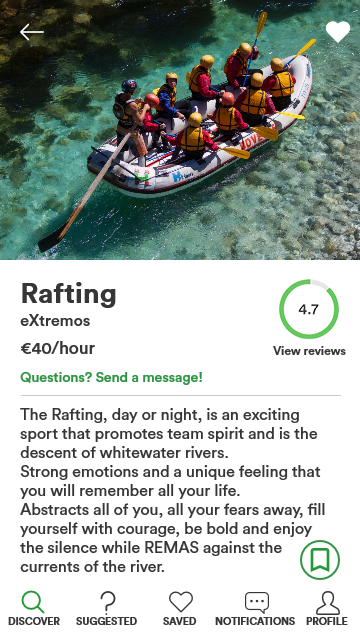 Rafting
eXtremos
4.7
€40/hour
View reviews
Questions? Send a message!
The Rafting, day or night, is an exciting
sport that promotes team spirit and is the
descent of whitewater rivers.
Strong emotions and a unique feeling that
you will remember all your life.
Abstracts all of you, all your fears away, fill
yourself with courage, be bold and enjoy
the silence while REMAS against the
currents of the river.
DISCOVER SUGGESTED SAVED NOTIFICATIONS PROFILE